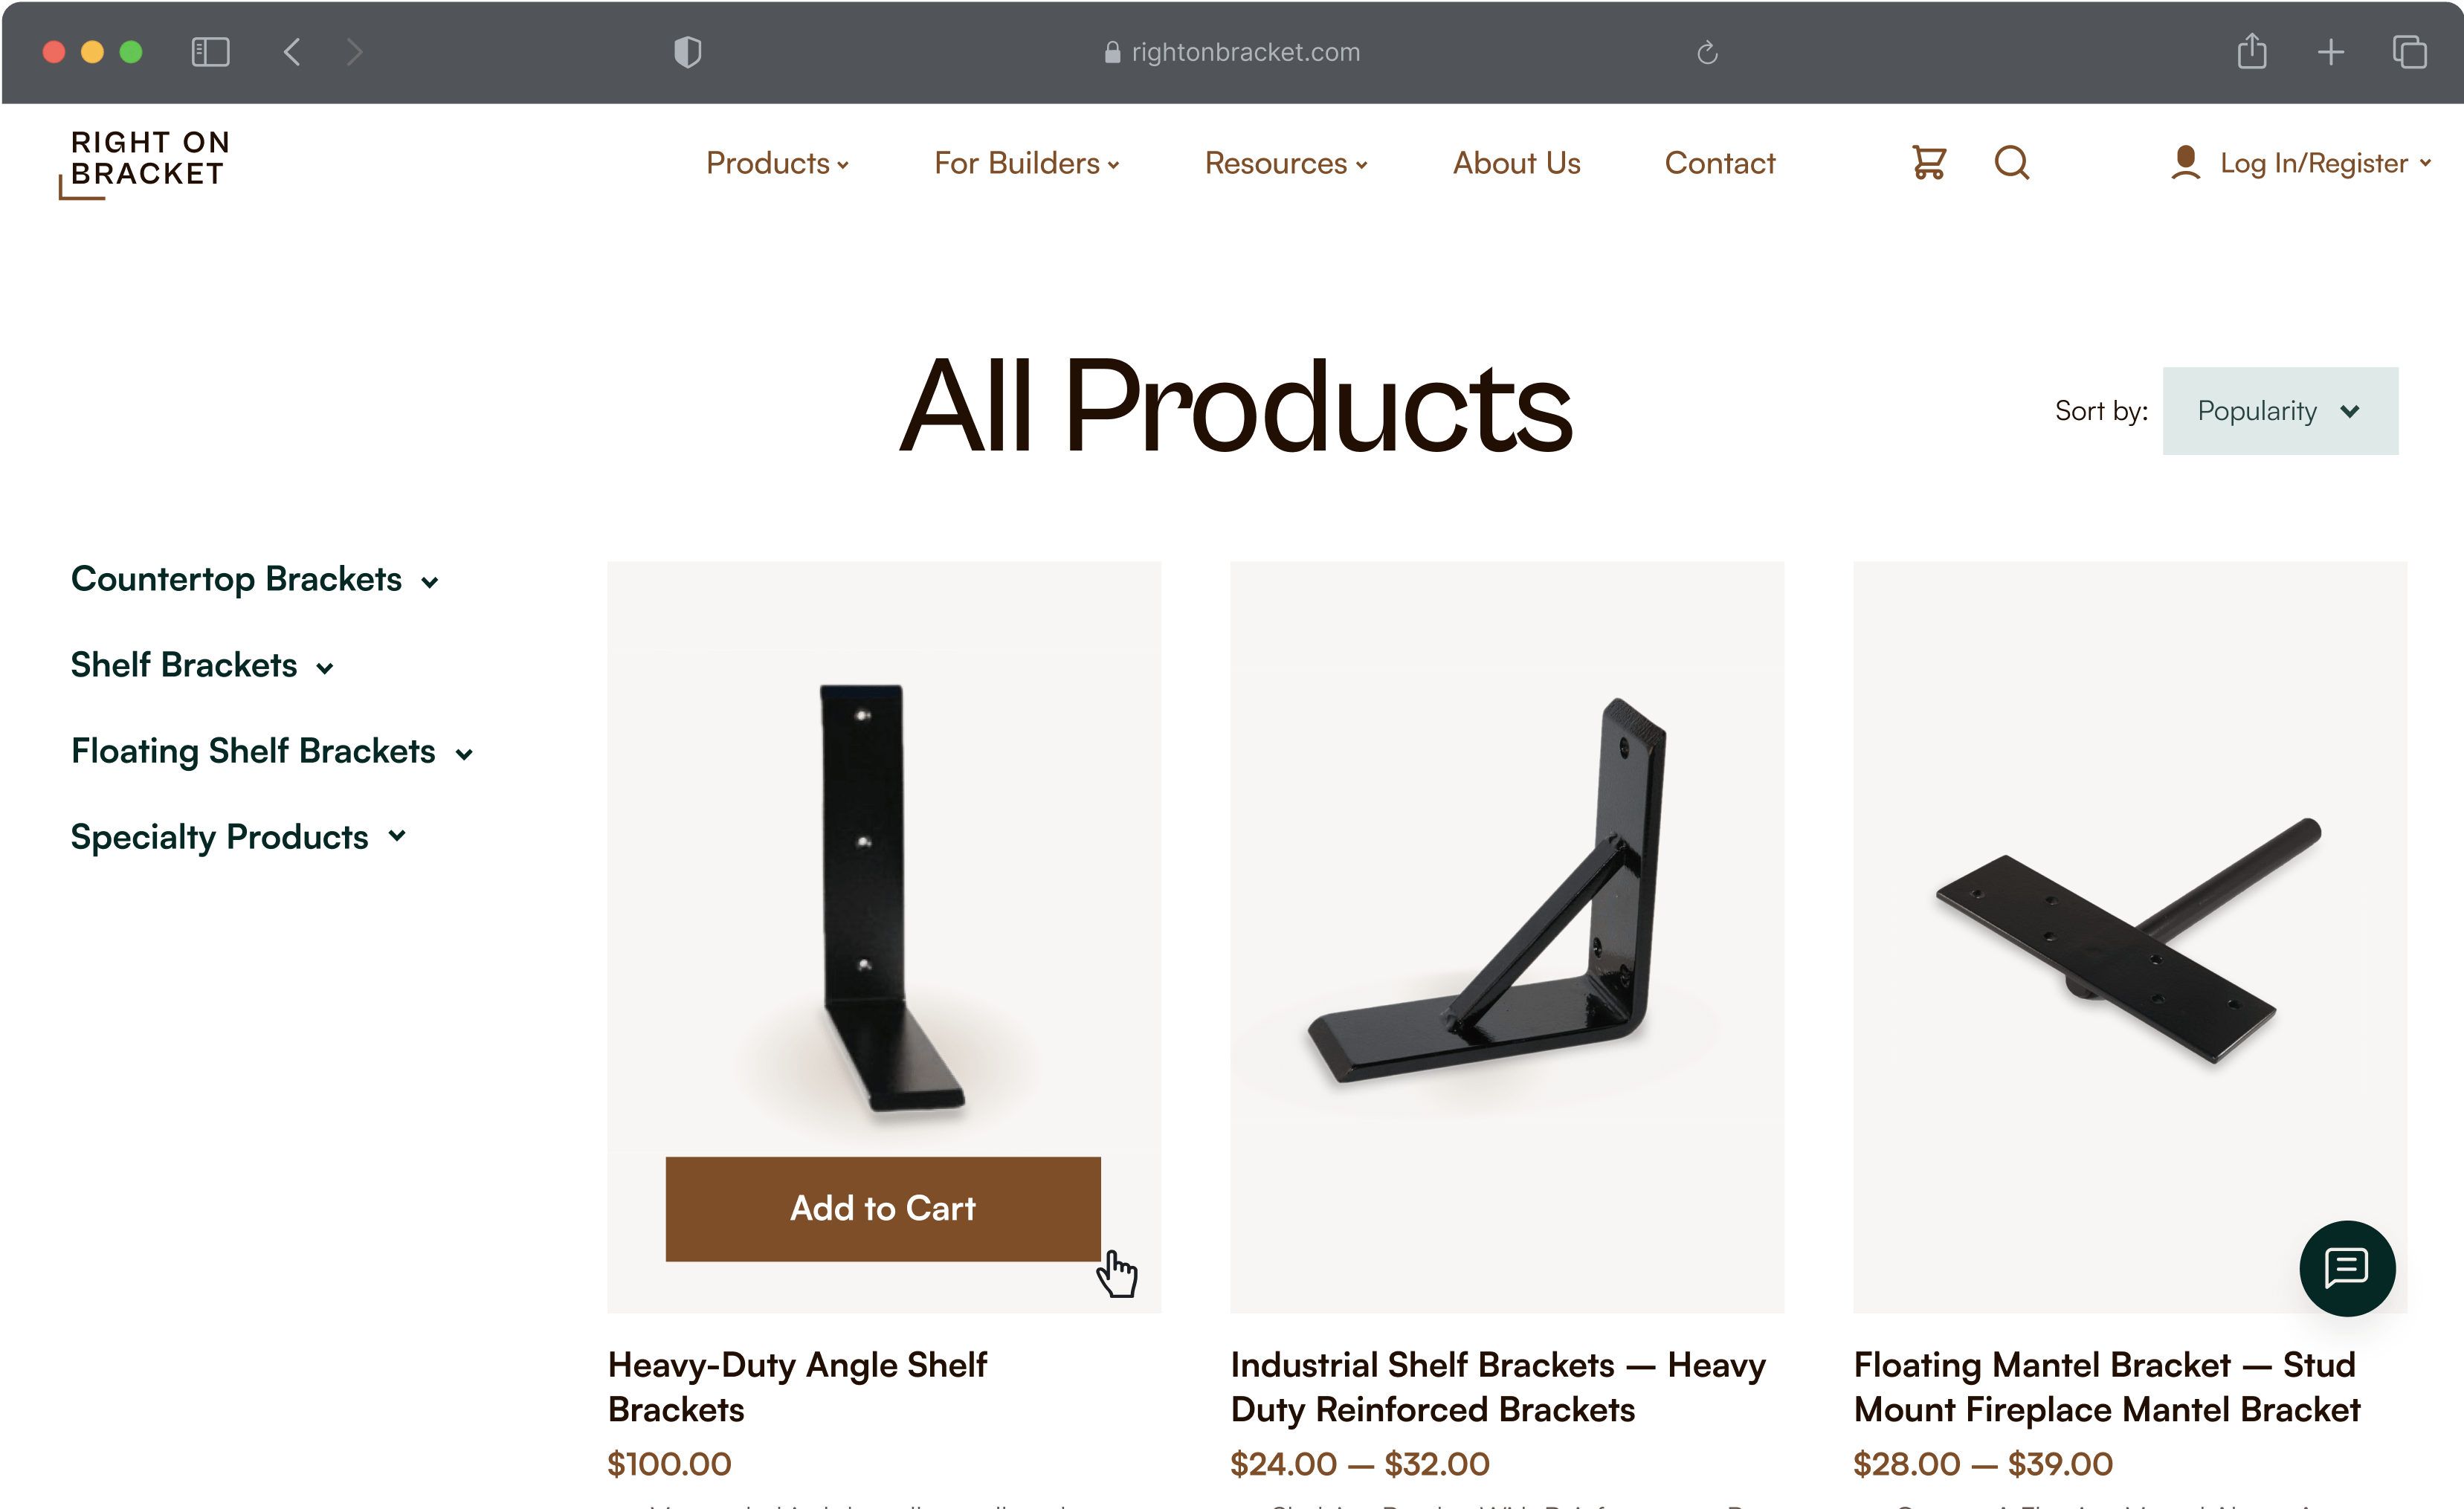 rightonbracket.com
RIGHT ON
BRACKET
Products
For Builders
Resources
About Us
Contact
Log In/Register
All Products
Sort by:
Popularity
Countertop Brackets
Shelf Brackets
Floating Shelf Brackets
Specialty Products
Add to Cart
Heavy-Duty Angle Shelf
Brackets
$100.00
Industrial Shelf Brackets — Heavy
Duty Reinforced Brackets
$24.00 — $32.00
Floating Mantel Bracket — Stud
Mount Fireplace Mantel Bracket
$28.00 — $39.00